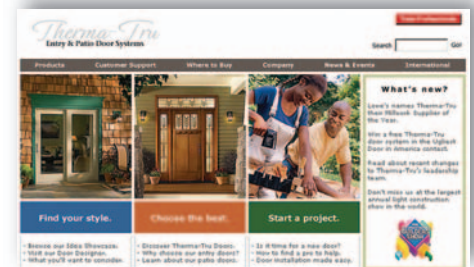 Therma-Tru
Entry & Patio Door Systems
Trade Professionals
Search
Go!
Products Customer Support Where to Buy Company News & Events International
What's new?
Lowe's names Therma-Tru
their Millwork Supplier of
the Year.
Win a free Therma-Tru
door system in the Ugliest
Door in America contest.
Read about recent changes
to Therma-Tru's leadership
team.
Don't miss us at the largest
annual light construction
show in the world.
Find your style.
Choose the best.
Start a project.
- Browse our Idea Showcase.
- Visit our Door Designer.
- What you'll want to consider.
- Discover Therma-Tru Doors.
- Why choose our entry doors?
- Learn about our patio doors.
- Is it time for a new door?
- How to find a pro to help.
- Door installation made easy.